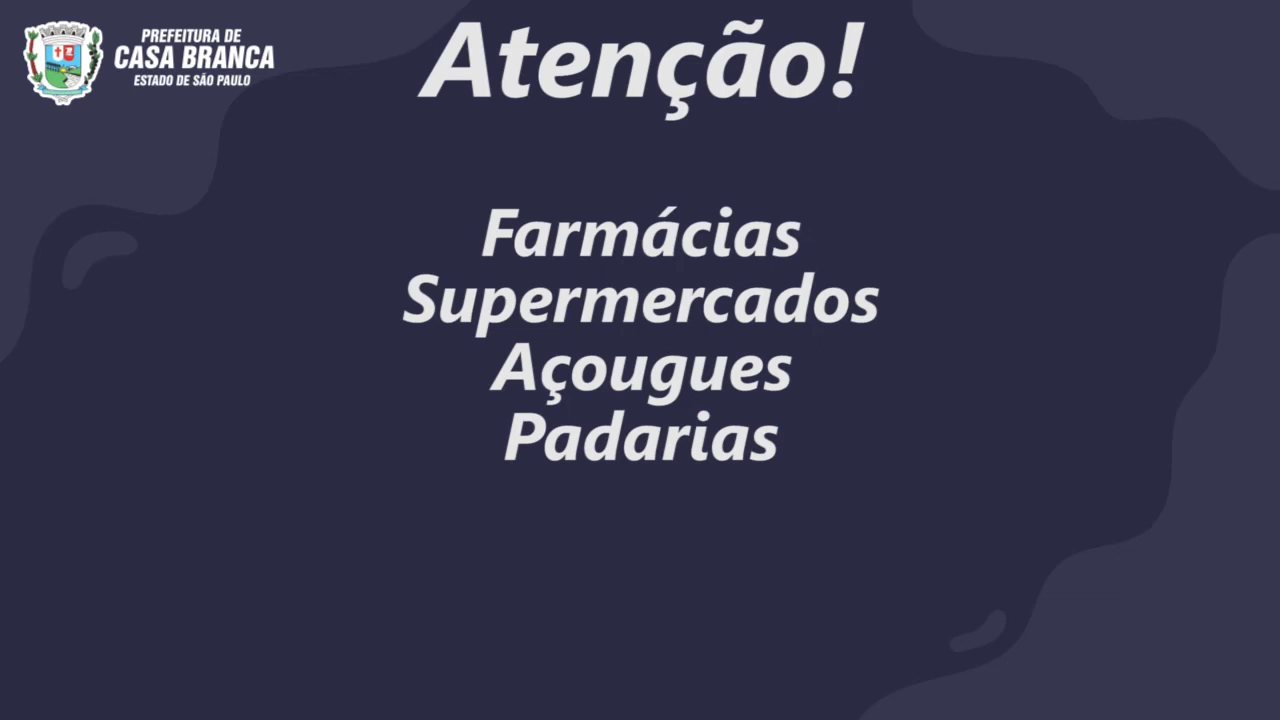 PREFEITURA DE
CASA BRANCA
ESTADO DE SÃO PAULO
Atenção!
Farmácias
Supermercados
Açougues
Padarias